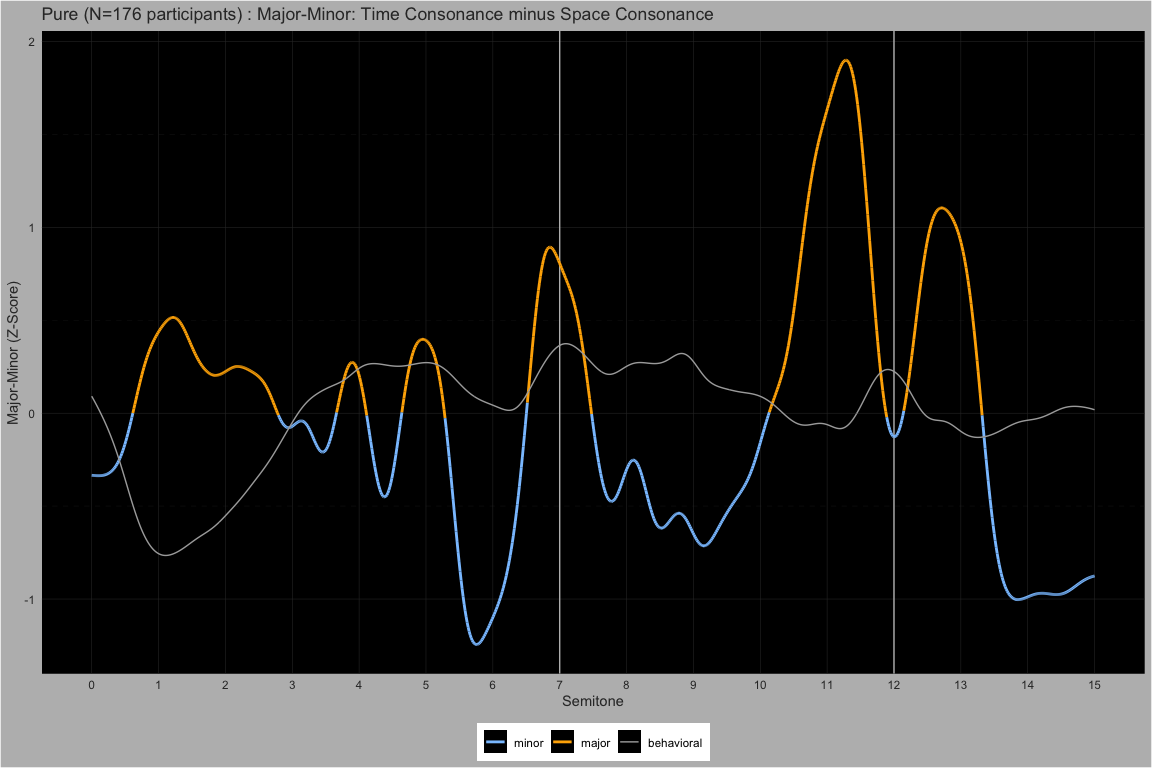 Pure (N=176 participants) : Major-Minor: Time Consonance minus Space Consonance
Major-Minor (Z-Score)
2
1
0
-1
0 1 2 3 4 5 6 7 8 9 10 11 12 13 14 15
Semitone
minor major behavioral